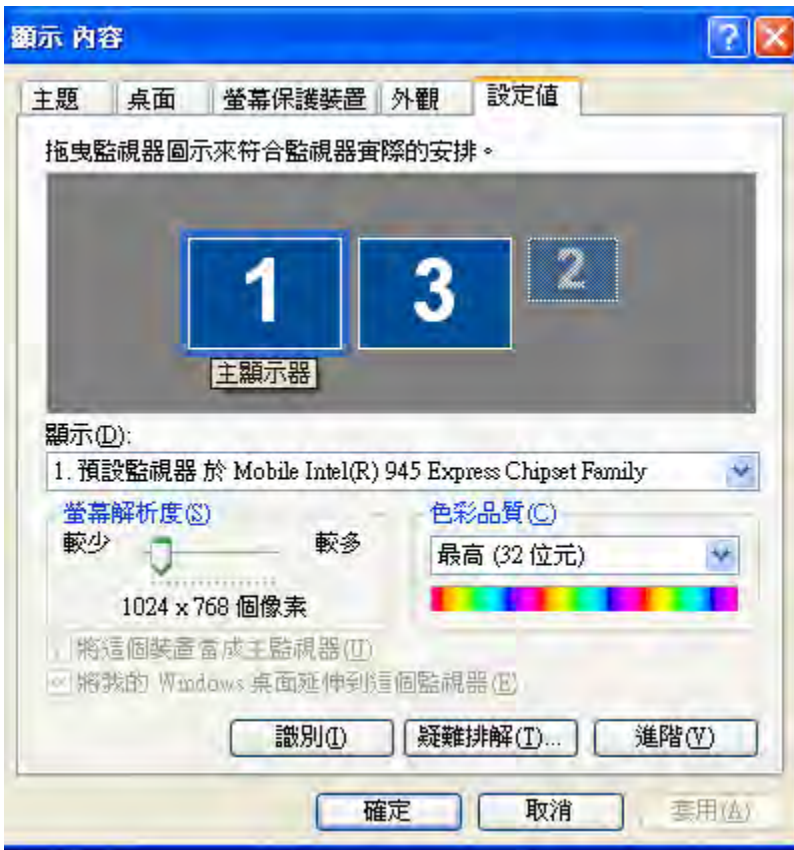 顯示 內容
主題 桌面 螢幕保護裝置 外觀 設定值
拖曳監視器圖示來符合監視器實際的安排。
1 3 2
主顯示器
顯示(D):
1. 預設監視器 於 Mobile Intel(R) 945 Express Chipset Family
螢幕解析度(S) 色彩品質(C)
較少 較多 最高 (32 位元)
1024 x 768 個像素
將這個裝置當成主監視器(U)
將我的 Windows 桌面延伸到這個監視器(E)
識別(I) 疑難排解(T)... 進階(V)
確定 取消 套用(A)